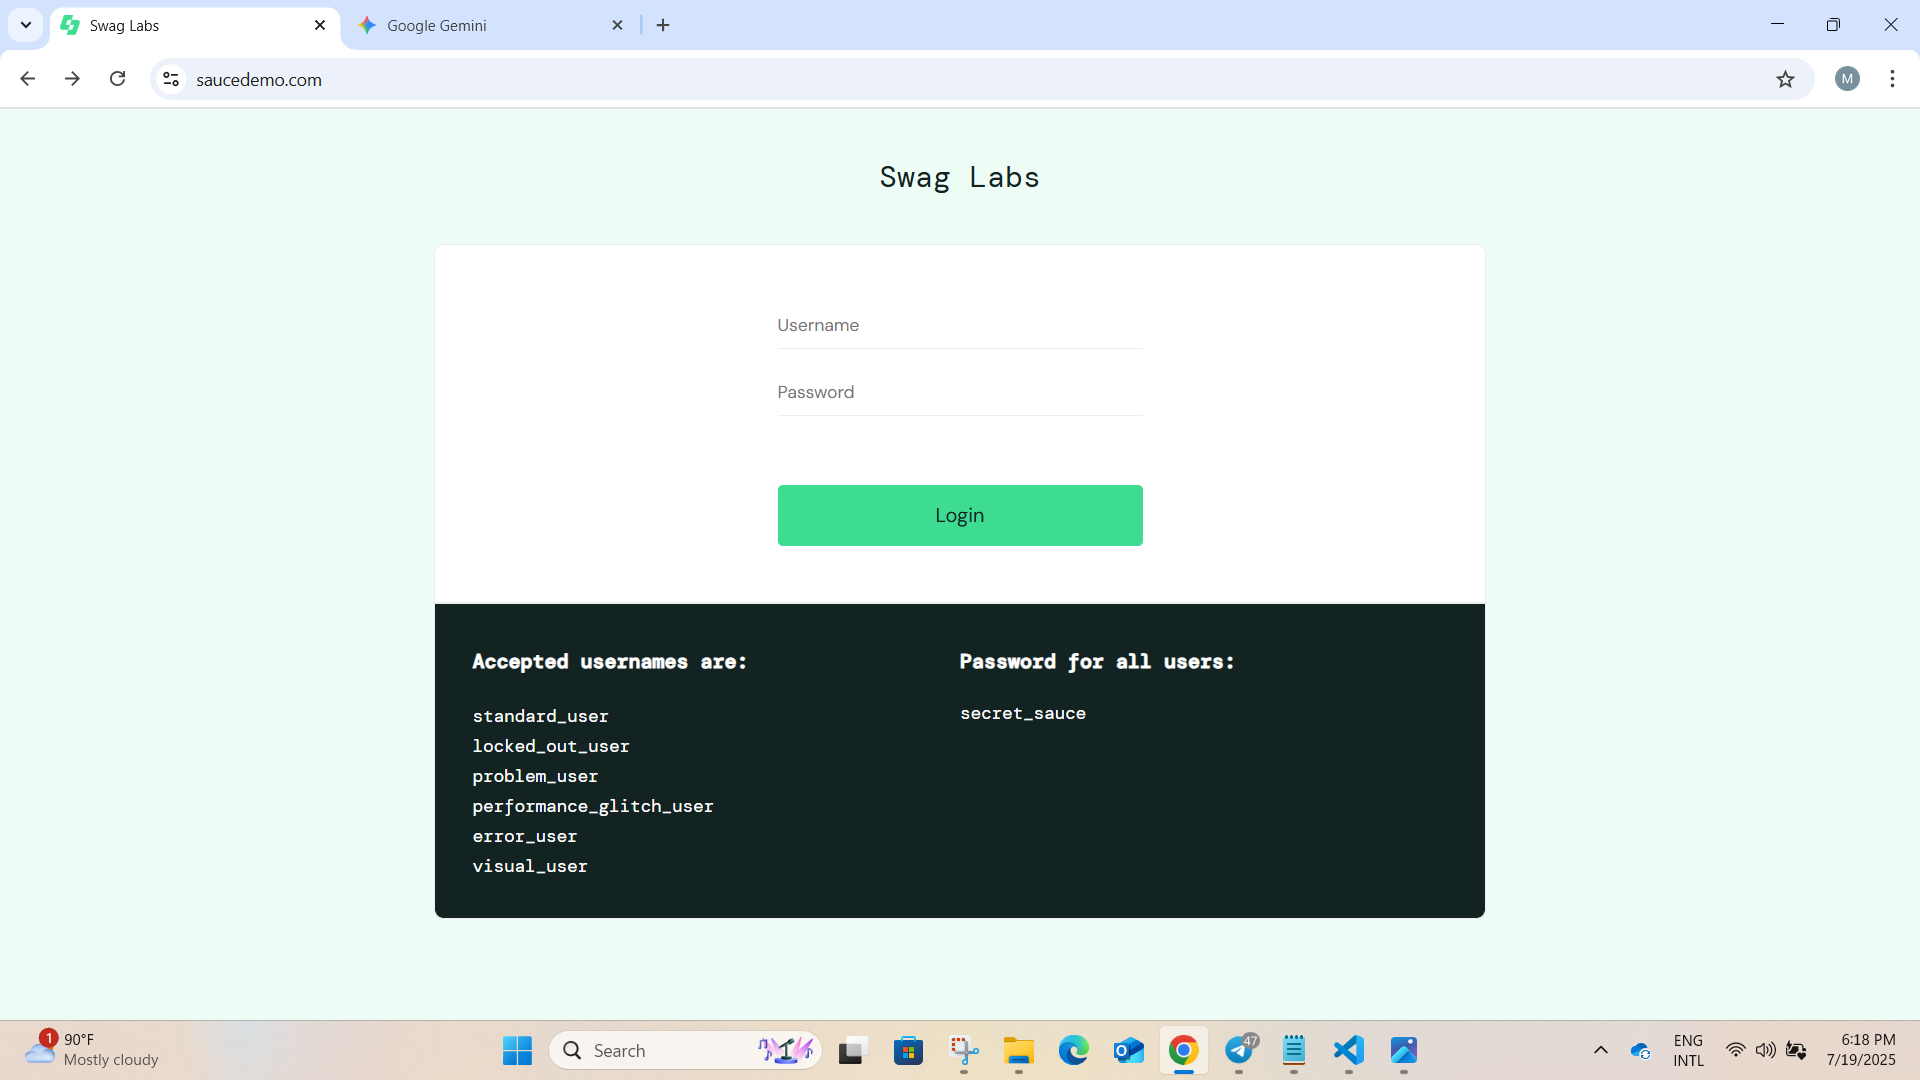 Swag Labs
Google Gemini
saucedemo.com
M
Swag Labs
Username
Password
Login
Accepted usernames are:
standard_user
locked_out_user
problem_user
performance_glitch_user
error_user
visual_user
Password for all users:
secret_sauce
1
90°F
Mostly cloudy
Search
47
ENG
INTL
6:18 PM
7/19/2025